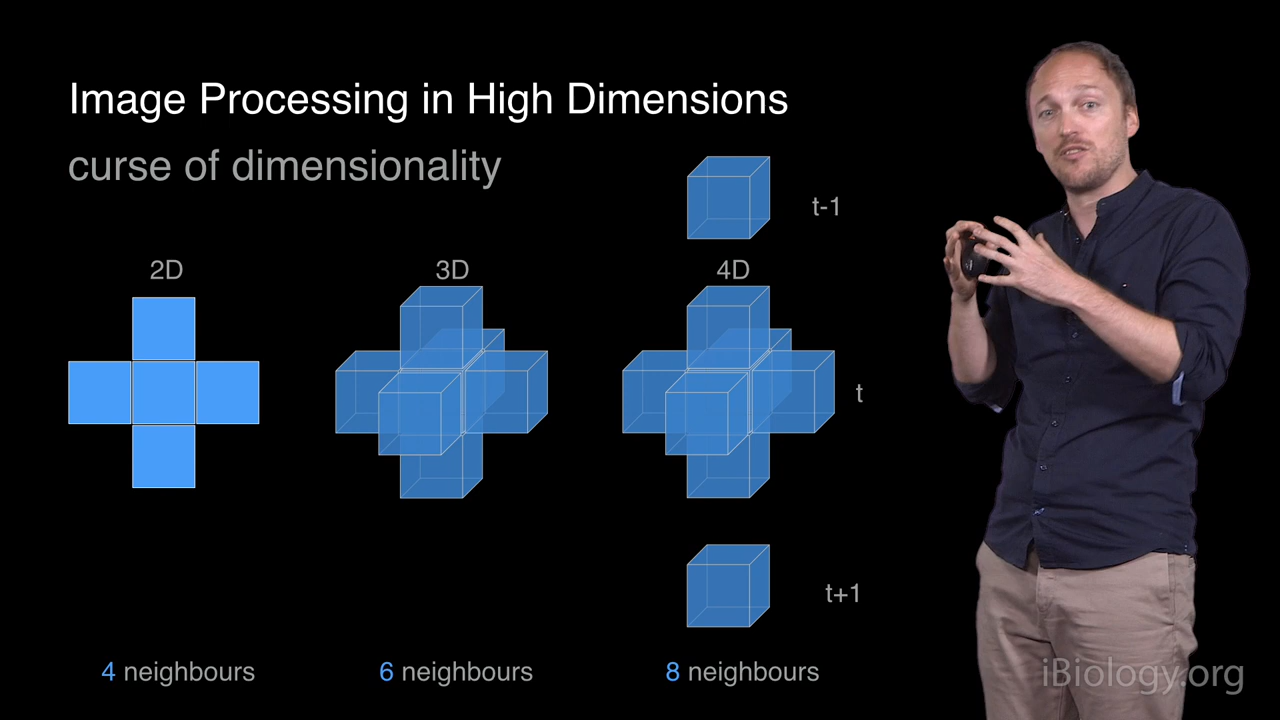 Image Processing in High Dimensions
curse of dimensionality
t-1
2D
3D
4D
t
t+1
4 neighbours
6 neighbours
8 neighbours
iBiology.org